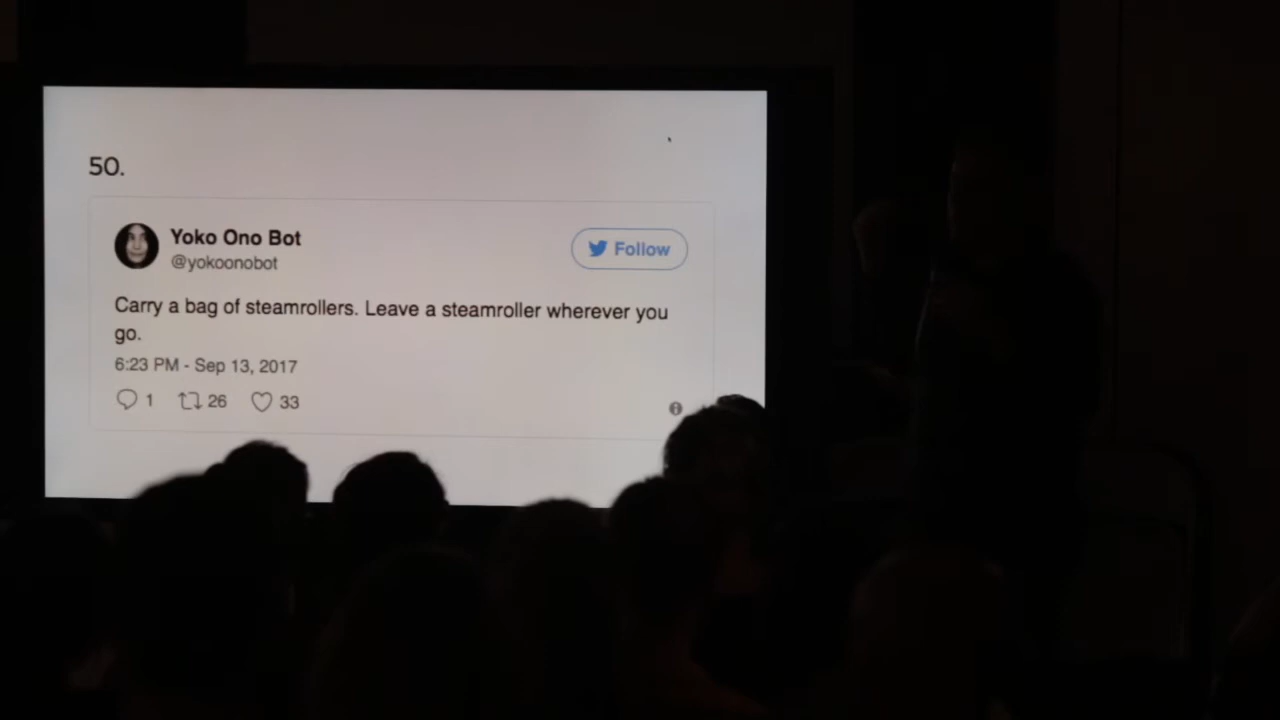 50.
Yoko Ono Bot
@yokoonobot
Follow
Carry a bag of steamrollers. Leave a steamroller wherever you
go.
6:23 PM - Sep 13, 2017
1 26 33